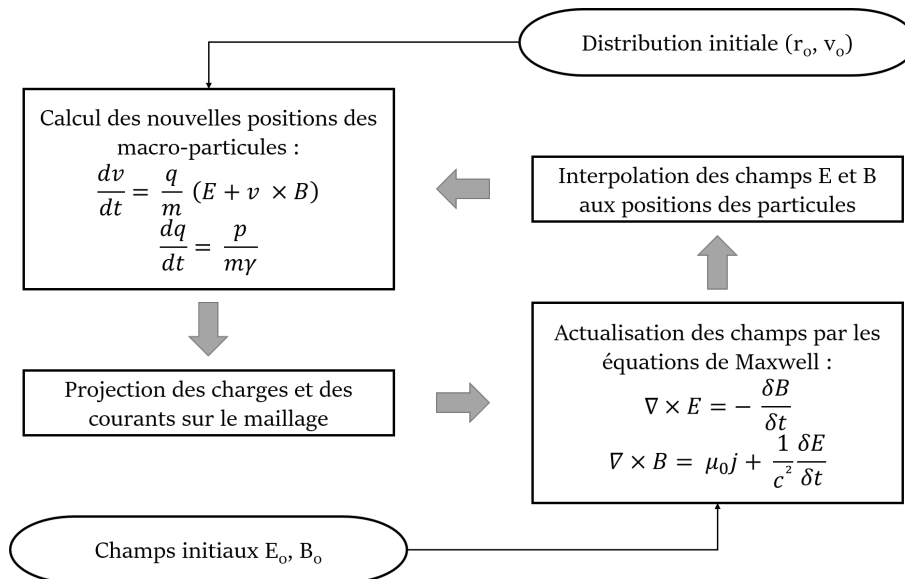 Distribution initiale (r₀, v₀)
Calcul des nouvelles positions des
macro-particules :
dv/dt = q/m (E + v × B)
dq/dt = p/mγ
Interpolation des champs E et B
aux positions des particules
Projection des charges et des
courants sur le maillage
Actualisation des champs par les
équations de Maxwell :
∇ × E = − δB/δt
∇ × B = μ₀j + 1/c² δE/δt
Champs initiaux E₀, B₀